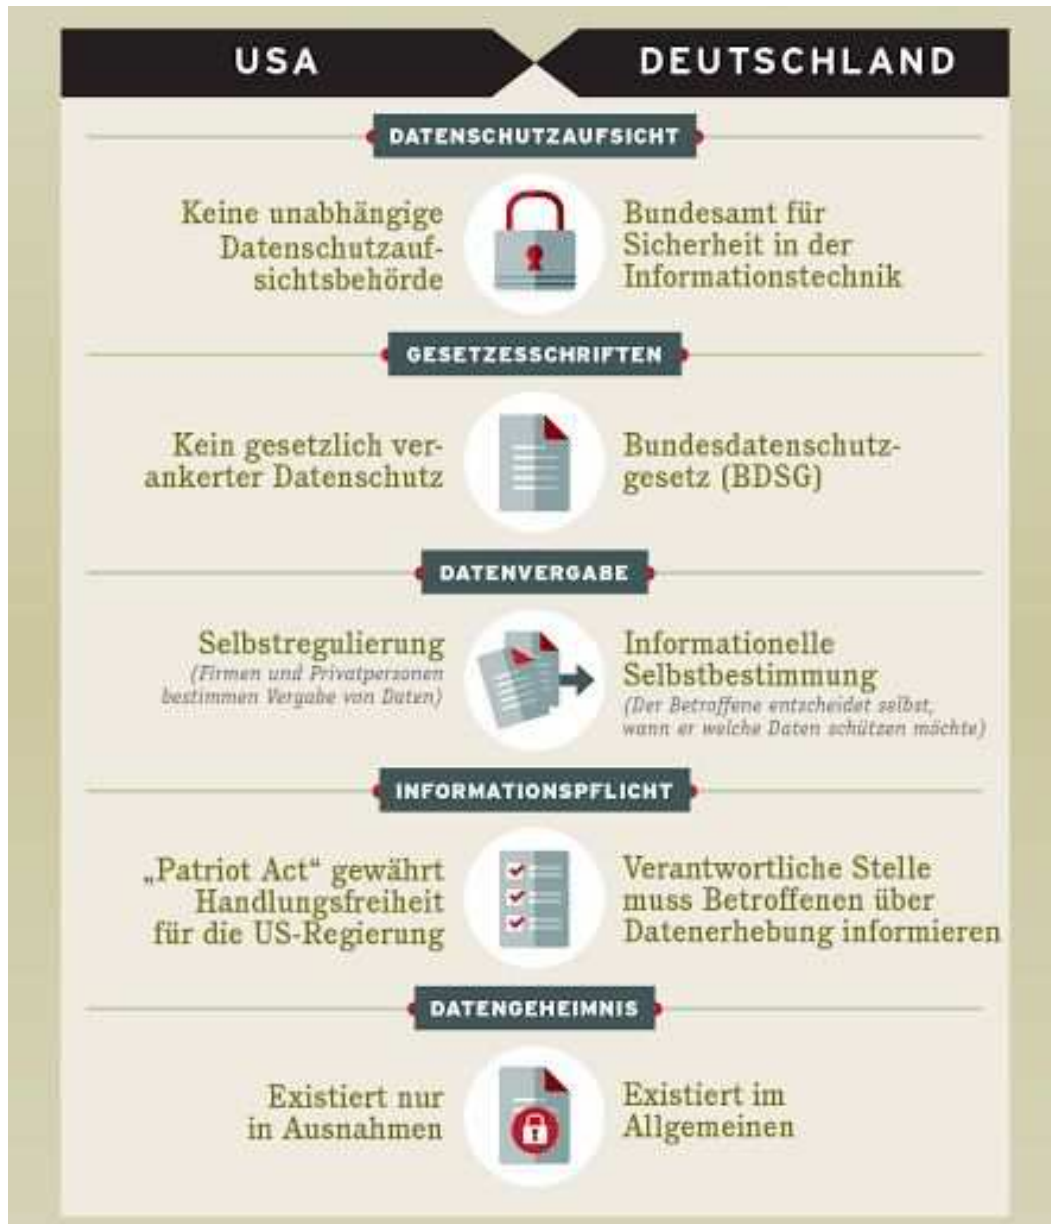 USA
DEUTSCHLAND
DATENSCHUTZAUFSICHT
Keine unabhängige
Datenschutzauf-
sichtsbehörde
Bundesamt für
Sicherheit in der
Informationstechnik
GESETZESSCHRIFTEN
Kein gesetzlich ver-
ankerter Datenschutz
Bundesdatenschutz-
gesetz (BDSG)
DATENVERGABE
Selbstregulierung
(Firmen und Privatpersonen
bestimmen Vergabe von Daten)
Informationelle
Selbstbestimmung
(Der Betroffene entscheidet selbst,
wann er welche Daten schützen möchte)
INFORMATIONSPFLICHT
„Patriot Act“ gewährt
Handlungsfreiheit
für die US-Regierung
Verantwortliche Stelle
muss Betroffenen über
Datenerhebung informieren
DATENGEHEIMNIS
Existiert nur
in Ausnahmen
Existiert im
Allgemeinen